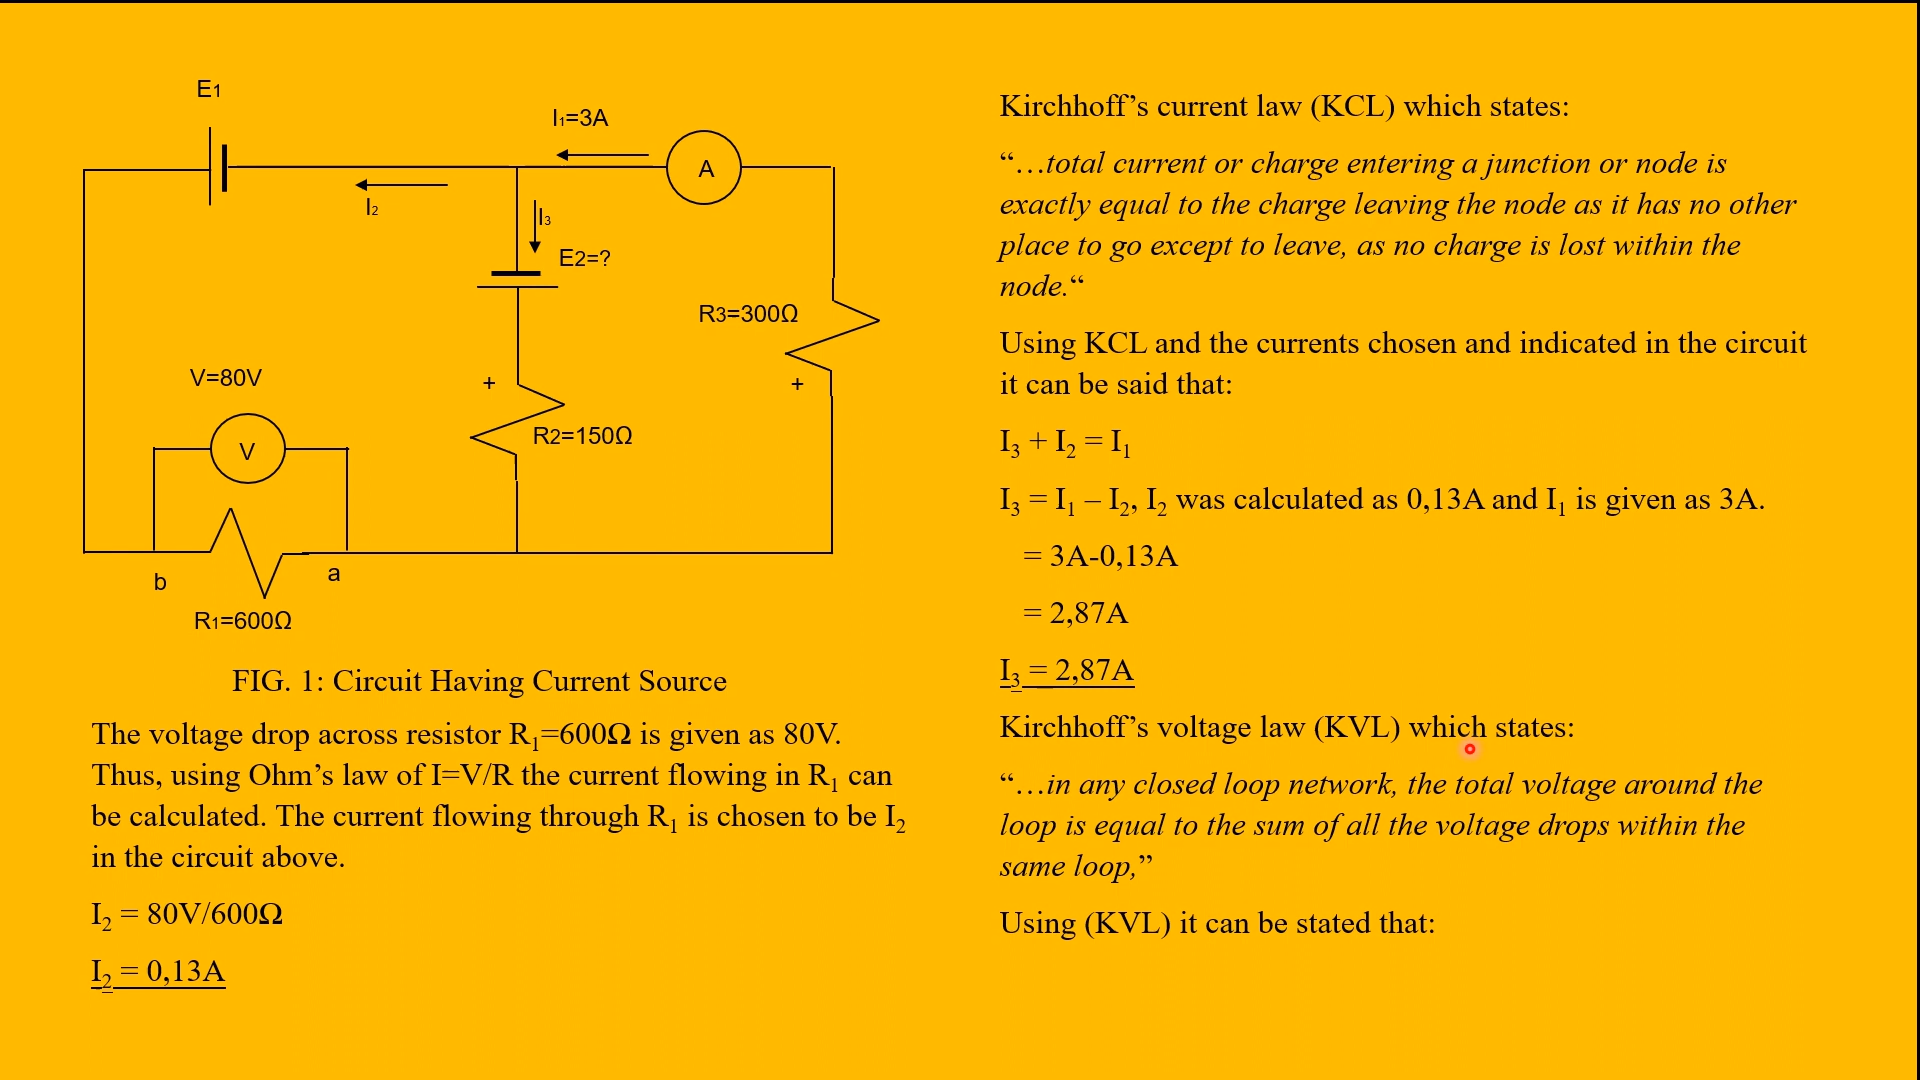 E1
I1=3A
A
I2
I3
E2=?
R3=300Ω
V=80V
+
+
V
R2=150Ω
b
a
R1=600Ω
FIG. 1: Circuit Having Current Source
The voltage drop across resistor R1=600Ω is given as 80V.
Thus, using Ohm’s law of I=V/R the current flowing in R1 can
be calculated. The current flowing through R1 is chosen to be I2
in the circuit above.
I2 = 80V/600Ω
I2 = 0,13A
Kirchhoff’s current law (KCL) which states:
“…total current or charge entering a junction or node is
exactly equal to the charge leaving the node as it has no other
place to go except to leave, as no charge is lost within the
node.“
Using KCL and the currents chosen and indicated in the circuit
it can be said that:
I3 + I2 = I1
I3 = I1 – I2, I2 was calculated as 0,13A and I1 is given as 3A.
= 3A-0,13A
= 2,87A
I3 = 2,87A
Kirchhoff’s voltage law (KVL) which states:
“…in any closed loop network, the total voltage around the
loop is equal to the sum of all the voltage drops within the
same loop,”
Using (KVL) it can be stated that: